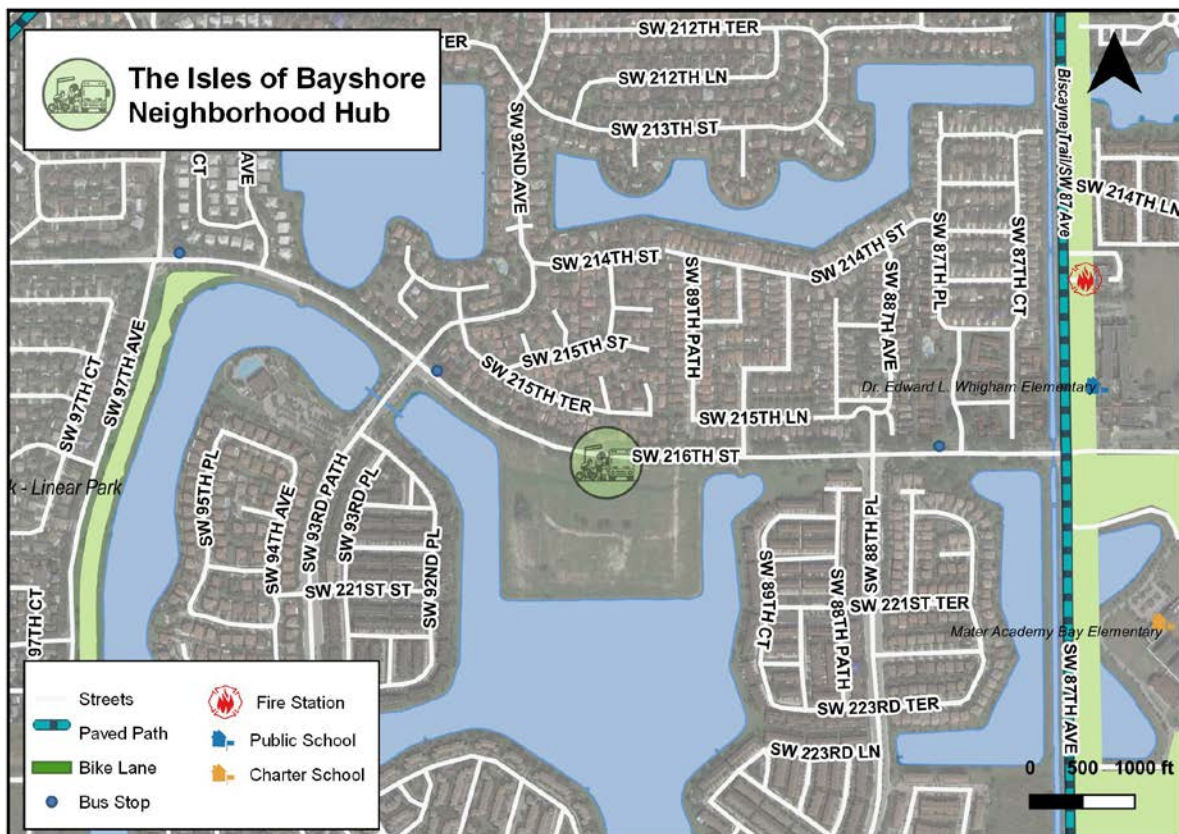 The Isles of Bayshore
Neighborhood Hub
TER
SW 212TH TER
SW 212TH LN
SW 213TH ST
SW 92ND AVE
CT
AVE
Biscayne Trail/SW 87 Ave
SW 214TH LN
SW 214TH ST
SW 214TH ST
SW 89TH PATH
SW 88TH AVE
SW 87TH PL
SW 87TH CT
SW 97TH AVE
SW 97TH CT
SW 215TH ST
SW 215TH TER
SW 215TH LN
Dr. Edward L. Whigham Elementary
SW 216TH ST
k - Linear Park
SW 95TH PL
SW 94TH AVE
SW 93RD PATH
SW 93RD PL
SW 92ND PL
SW 221ST ST
SW 89TH CT
SW 88TH PATH
SW 88TH PL
SW 221ST TER
Mater Academy Bay Elementary
97TH CT
SW 87TH AVE
SW 223RD TER
SW 223RD LN
Streets
Paved Path
Bike Lane
Bus Stop
Fire Station
Public School
Charter School
0 500 1000 ft